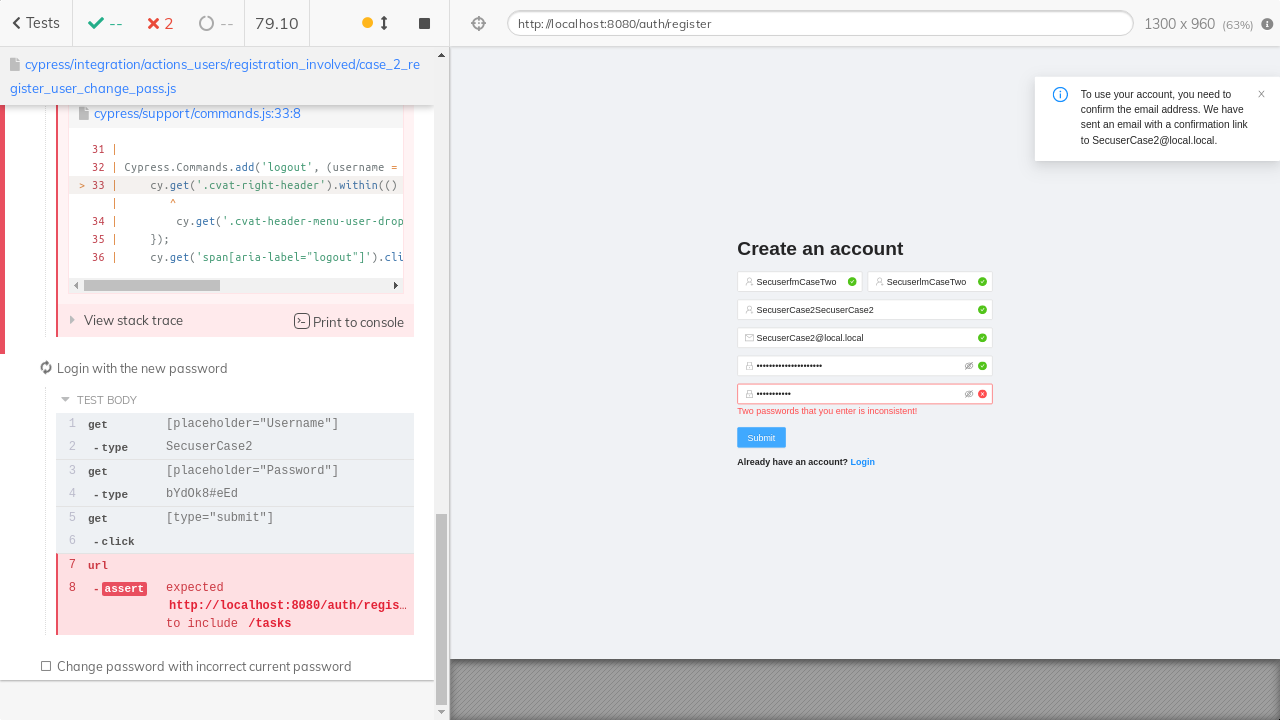 Tests
--
2
--
79.10
http://localhost:8080/auth/register
1300 x 960 (63%)
cypress/integration/actions_users/registration_involved/case_2_re
gister_user_change_pass.js
cypress/support/commands.js:33:8
31 |
32 | Cypress.Commands.add('logout', (username =
> 33 |     cy.get('.cvat-right-header').within(()
|        ^
34 |         cy.get('.cvat-header-menu-user-drop
35 |     });
36 |     cy.get('span[aria-label="logout"]').cli
View stack trace
Print to console
Login with the new password
TEST BODY
1 get [placeholder="Username"]
2 -type SecuserCase2
3 get [placeholder="Password"]
4 -type bYdOk8#eEd
5 get [type="submit"]
6 -click
7 url
8 -assert expected
http://localhost:8080/auth/regis…
to include /tasks
Change password with incorrect current password
To use your account, you need to
confirm the email address. We have
sent an email with a confirmation link
to SecuserCase2@local.local.
Create an account
SecuserfmCaseTwo
SecuserlmCaseTwo
SecuserCase2SecuserCase2
SecuserCase2@local.local
•••••••••••••••••••••
•••••••••••
Two passwords that you enter is inconsistent!
Submit
Already have an account? Login